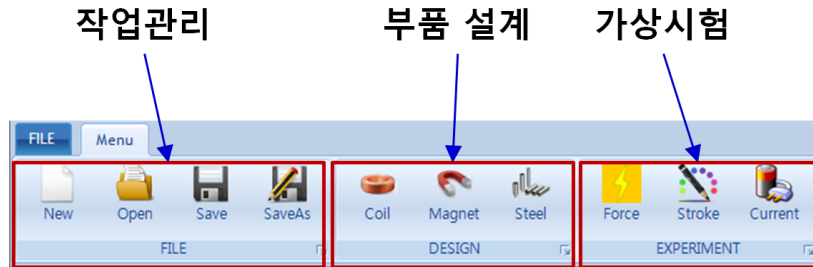 작업관리 부품 설계 가상시험
FILE Menu
New Open Save SaveAs Coil Magnet Steel Force Stroke Current
FILE DESIGN EXPERIMENT